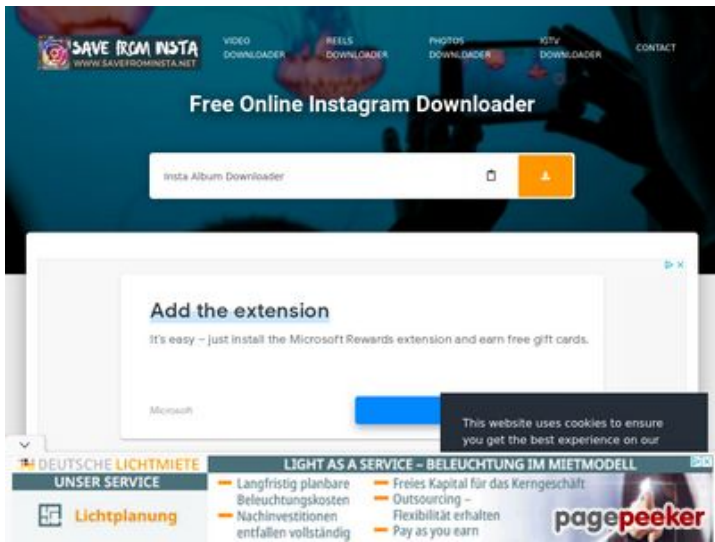 SAVE FROM INSTA
WWW.SAVEFROMINSTA.NET
VIDEO
DOWNLOADER
REELS
DOWNLOADER
PHOTOS
DOWNLOADER
IGTV
DOWNLOADER
CONTACT
Free Online Instagram Downloader
Insta Album Downloader
Add the extension
It's easy – just install the Microsoft Rewards extension and earn free gift cards.
Microsoft
This website uses cookies to ensure
you get the best experience on our
DEUTSCHE LICHTMIETE
UNSER SERVICE
Lichtplanung
LIGHT AS A SERVICE – BELEUCHTUNG IM MIETMODELL
Langfristig planbare
Beleuchtungskosten
Nachinvestitionen
entfallen vollständig
Freies Kapital für das Kerngeschäft
Outsourcing –
Flexibilität erhalten
Pay as you earn
pagepeeker